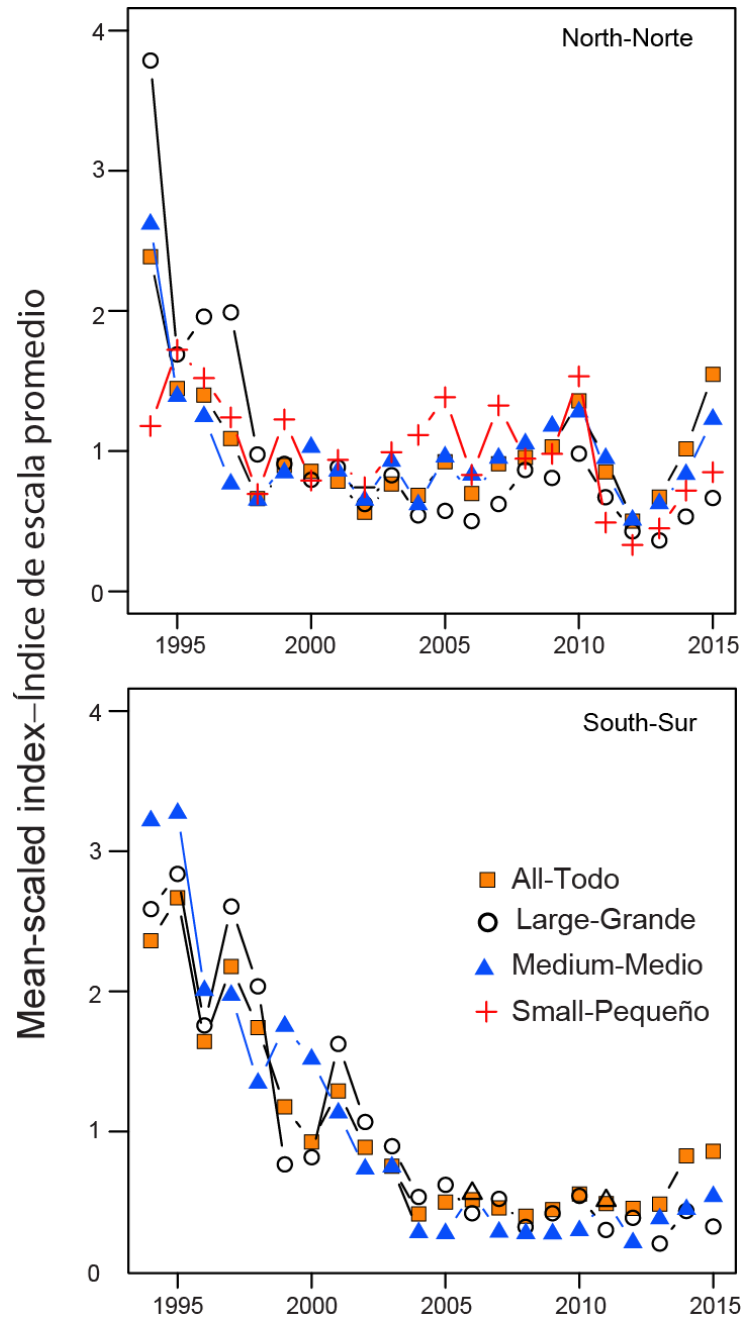 Mean-scaled index–Índice de escala promedio
North-Norte
4
3
2
1
0
1995 2000 2005 2010 2015
South-Sur
4
3
2
1
0
All-Todo
Large-Grande
Medium-Medio
Small-Pequeño
1995 2000 2005 2010 2015